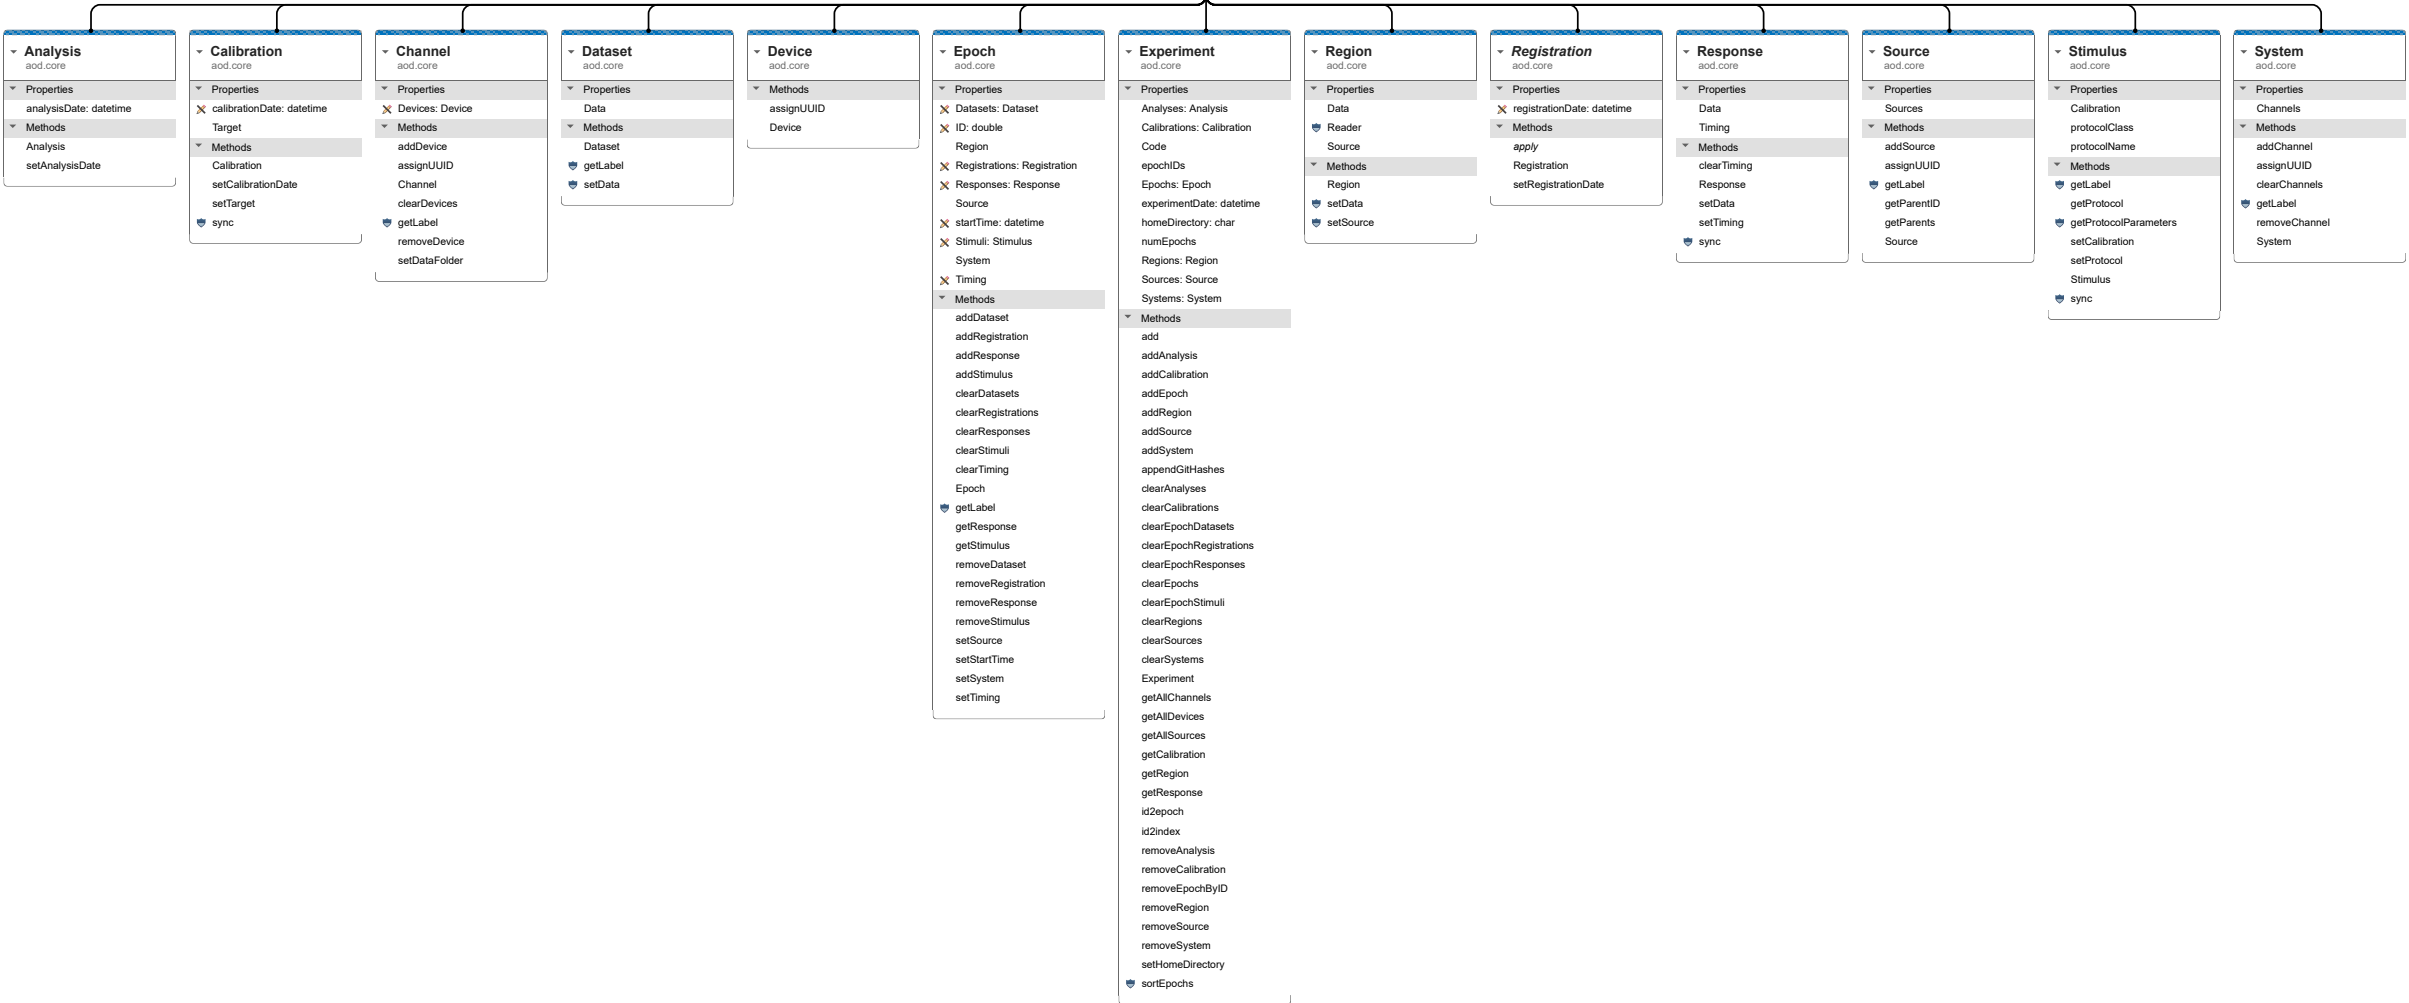 Analysis
aod.core
Properties
analysisDate: datetime
Methods
Analysis
setAnalysisDate
Calibration
aod.core
Properties
calibrationDate: datetime
Target
Methods
Calibration
setCalibrationDate
setTarget
sync
Channel
aod.core
Properties
Devices: Device
Methods
addDevice
assignUUID
Channel
clearDevices
getLabel
removeDevice
setDataFolder
Dataset
aod.core
Properties
Data
Methods
Dataset
getLabel
setData
Device
aod.core
Methods
assignUUID
Device
Epoch
aod.core
Properties
Datasets: Dataset
ID: double
Region
Registrations: Registration
Responses: Response
Source
startTime: datetime
Stimuli: Stimulus
System
Timing
Methods
addDataset
addRegistration
addResponse
addStimulus
clearDatasets
clearRegistrations
clearResponses
clearStimuli
clearTiming
Epoch
getLabel
getResponse
getStimulus
removeDataset
removeRegistration
removeResponse
removeStimulus
setSource
setStartTime
setSystem
setTiming
Experiment
aod.core
Properties
Analyses: Analysis
Calibrations: Calibration
Code
epochIDs
Epochs: Epoch
experimentDate: datetime
homeDirectory: char
numEpochs
Regions: Region
Sources: Source
Systems: System
Methods
add
addAnalysis
addCalibration
addEpoch
addRegion
addSource
addSystem
appendGitHashes
clearAnalyses
clearCalibrations
clearEpochDatasets
clearEpochRegistrations
clearEpochResponses
clearEpochs
clearEpochStimuli
clearRegions
clearSources
clearSystems
Experiment
getAllChannels
getAllDevices
getAllSources
getCalibration
getRegion
getResponse
id2epoch
id2index
removeAnalysis
removeCalibration
removeEpochByID
removeRegion
removeSource
removeSystem
setHomeDirectory
sortEpochs
Region
aod.core
Properties
Data
Reader
Source
Methods
Region
setData
setSource
Registration
aod.core
Properties
registrationDate: datetime
Methods
apply
Registration
setRegistrationDate
Response
aod.core
Properties
Data
Timing
Methods
clearTiming
Response
setData
setTiming
sync
Source
aod.core
Properties
Sources
Methods
addSource
assignUUID
getLabel
getParentID
getParents
Source
Stimulus
aod.core
Properties
Calibration
protocolClass
protocolName
Methods
getLabel
getProtocol
getProtocolParameters
setCalibration
setProtocol
Stimulus
sync
System
aod.core
Properties
Channels
Methods
addChannel
assignUUID
clearChannels
getLabel
removeChannel
System